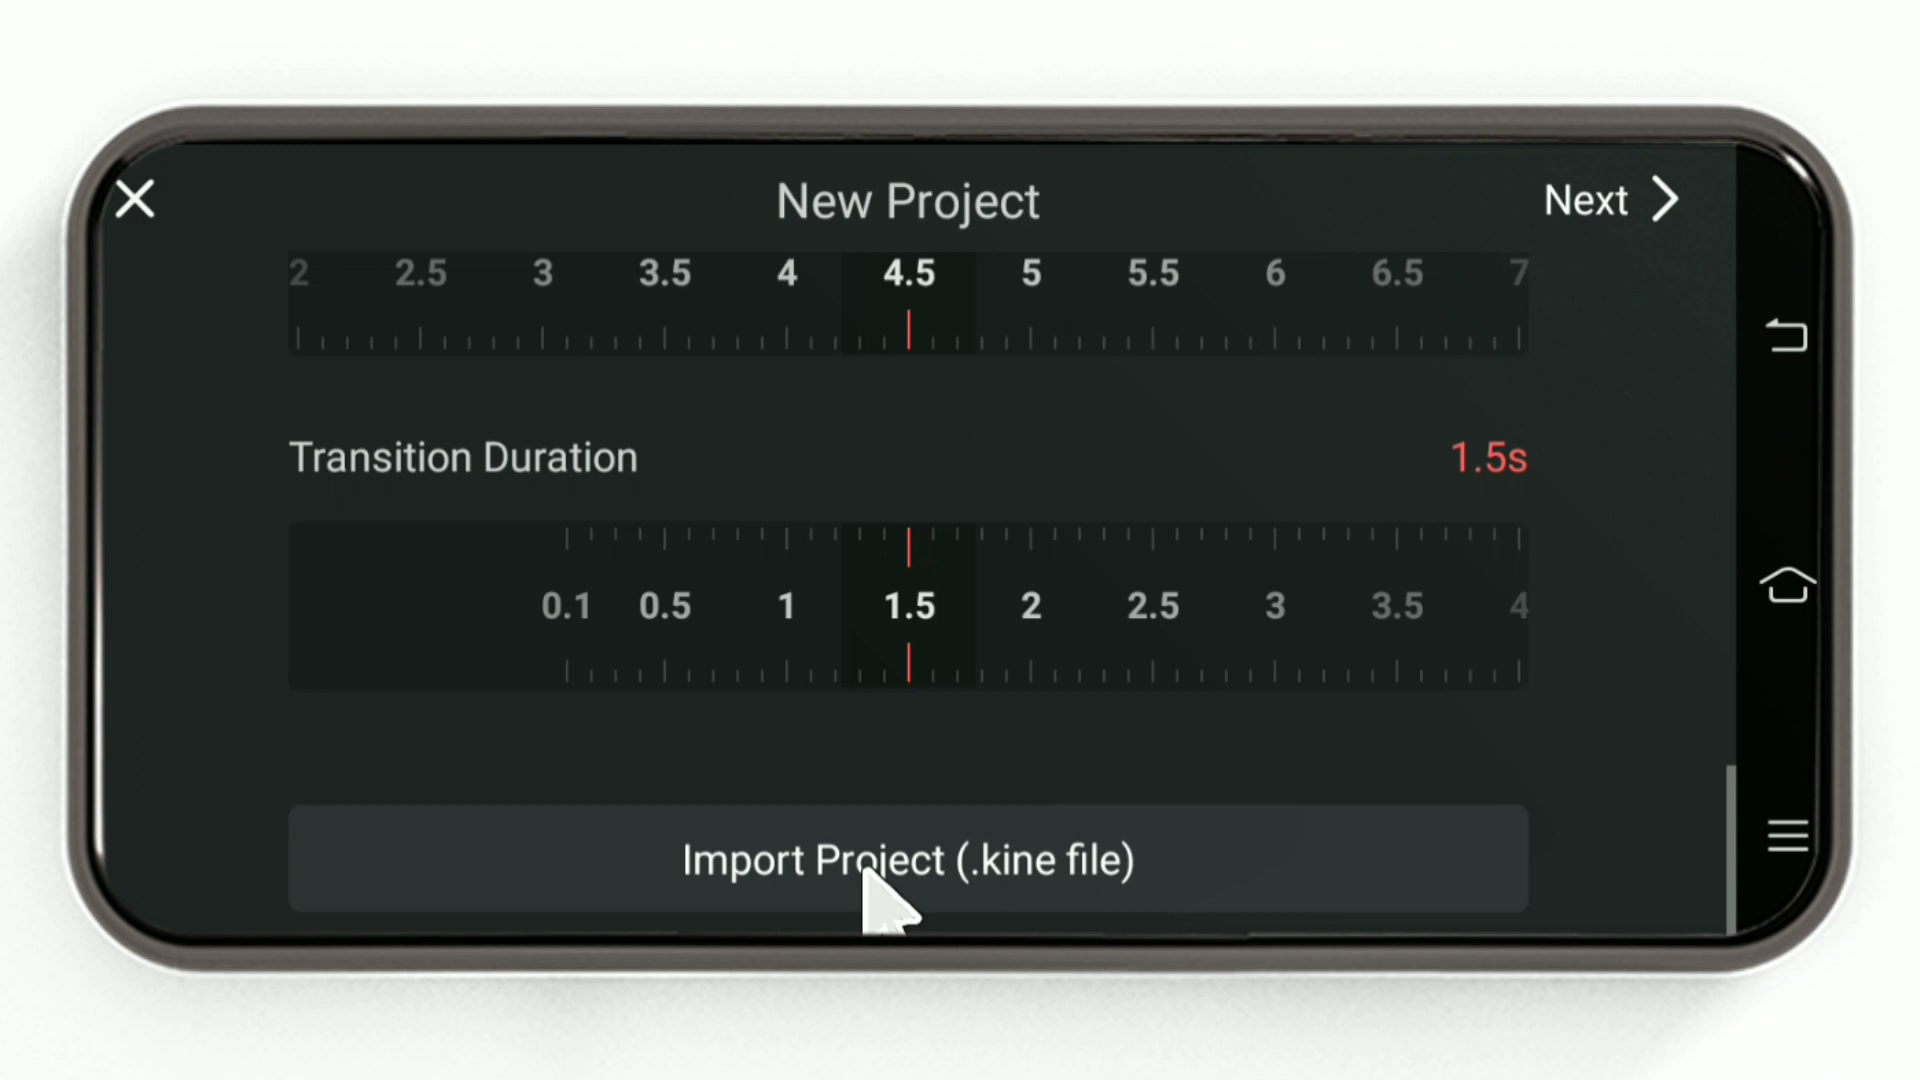 New Project
Next
2 2.5 3 3.5 4 4.5 5 5.5 6 6.5 7
Transition Duration 1.5s
0.1 0.5 1 1.5 2 2.5 3 3.5 4
Import Project (.kine file)